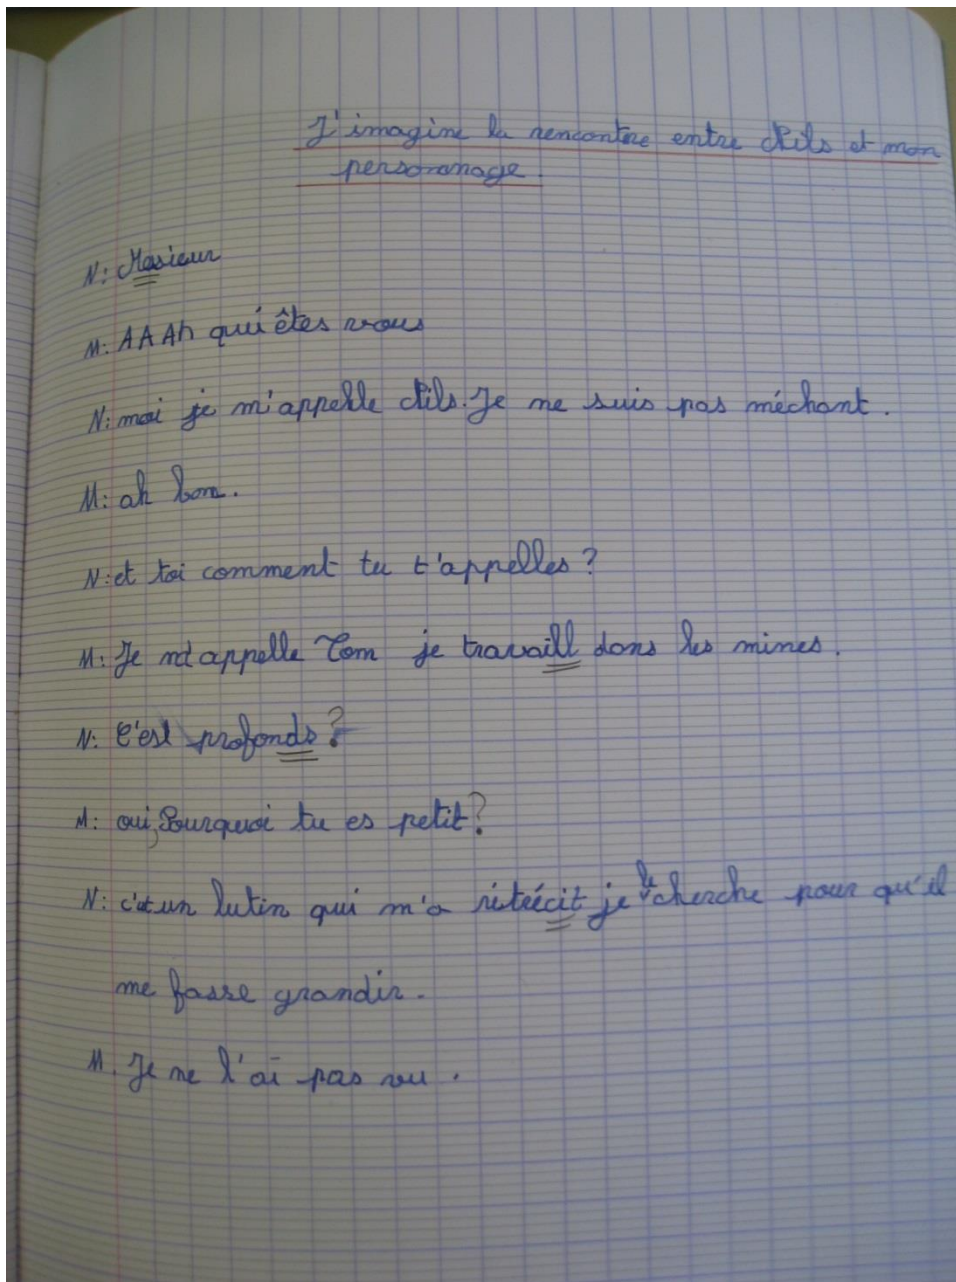 J'imagine la rencontre entre Nils et mon
personnage.
N: Mosieur
M: AAAh qui êtes vous
N: moi je m'appelle Nils. Je ne suis pas méchant.
M: ah bon.
N: et toi comment tu t'appelles ?
M: Je m'appelle Tom je travaill dans les mines.
N: C'est profonds ?
M: oui, Pourquoi tu es petit ?
N: c'est un lutin qui m'a rétrécit je le cherche pour qu'il
me fasse grandir.
M. Je ne l'ai pas vu.